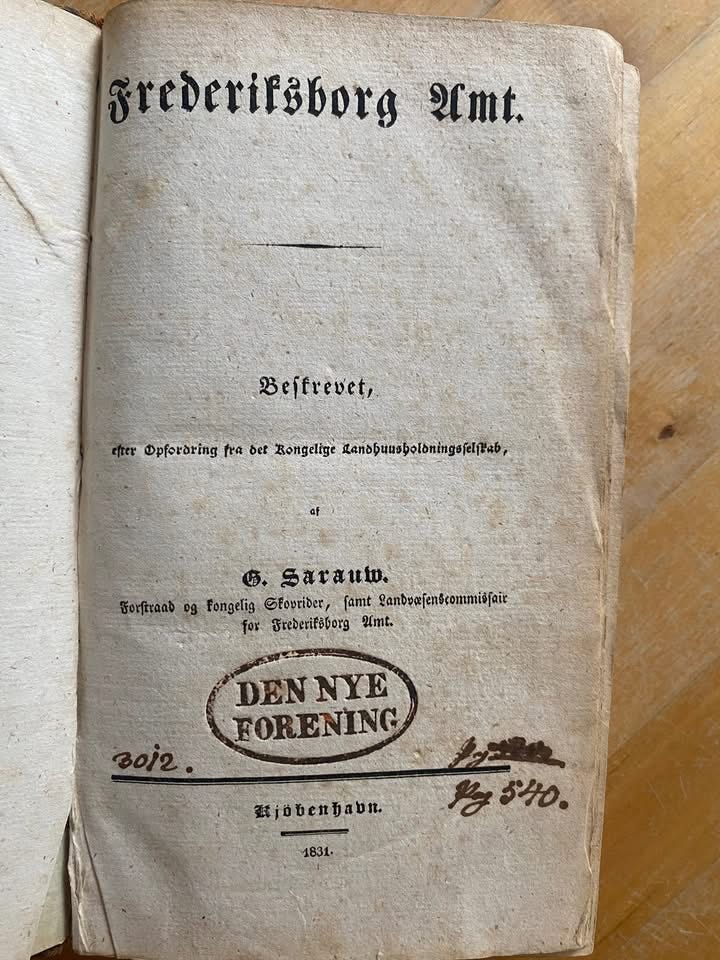 Frederiksborg Amt.
Beskrevet,
efter Opfordring fra det Kongelige Landhuusholdningsselskab,
af
G. Sarauw.
Forstraad og kongelig Skovrider, samt Landvæsenscommissair
for Frederiksborg Amt.
DEN NYE
FORENING
3012.
Kjöbenhavn.
Pg 540.
1831.